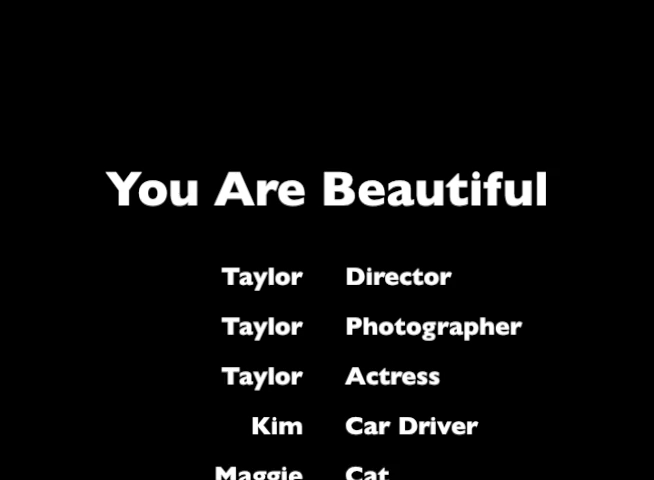 You Are Beautiful
Taylor Director
Taylor Photographer
Taylor Actress
Kim Car Driver
Maggie Cat